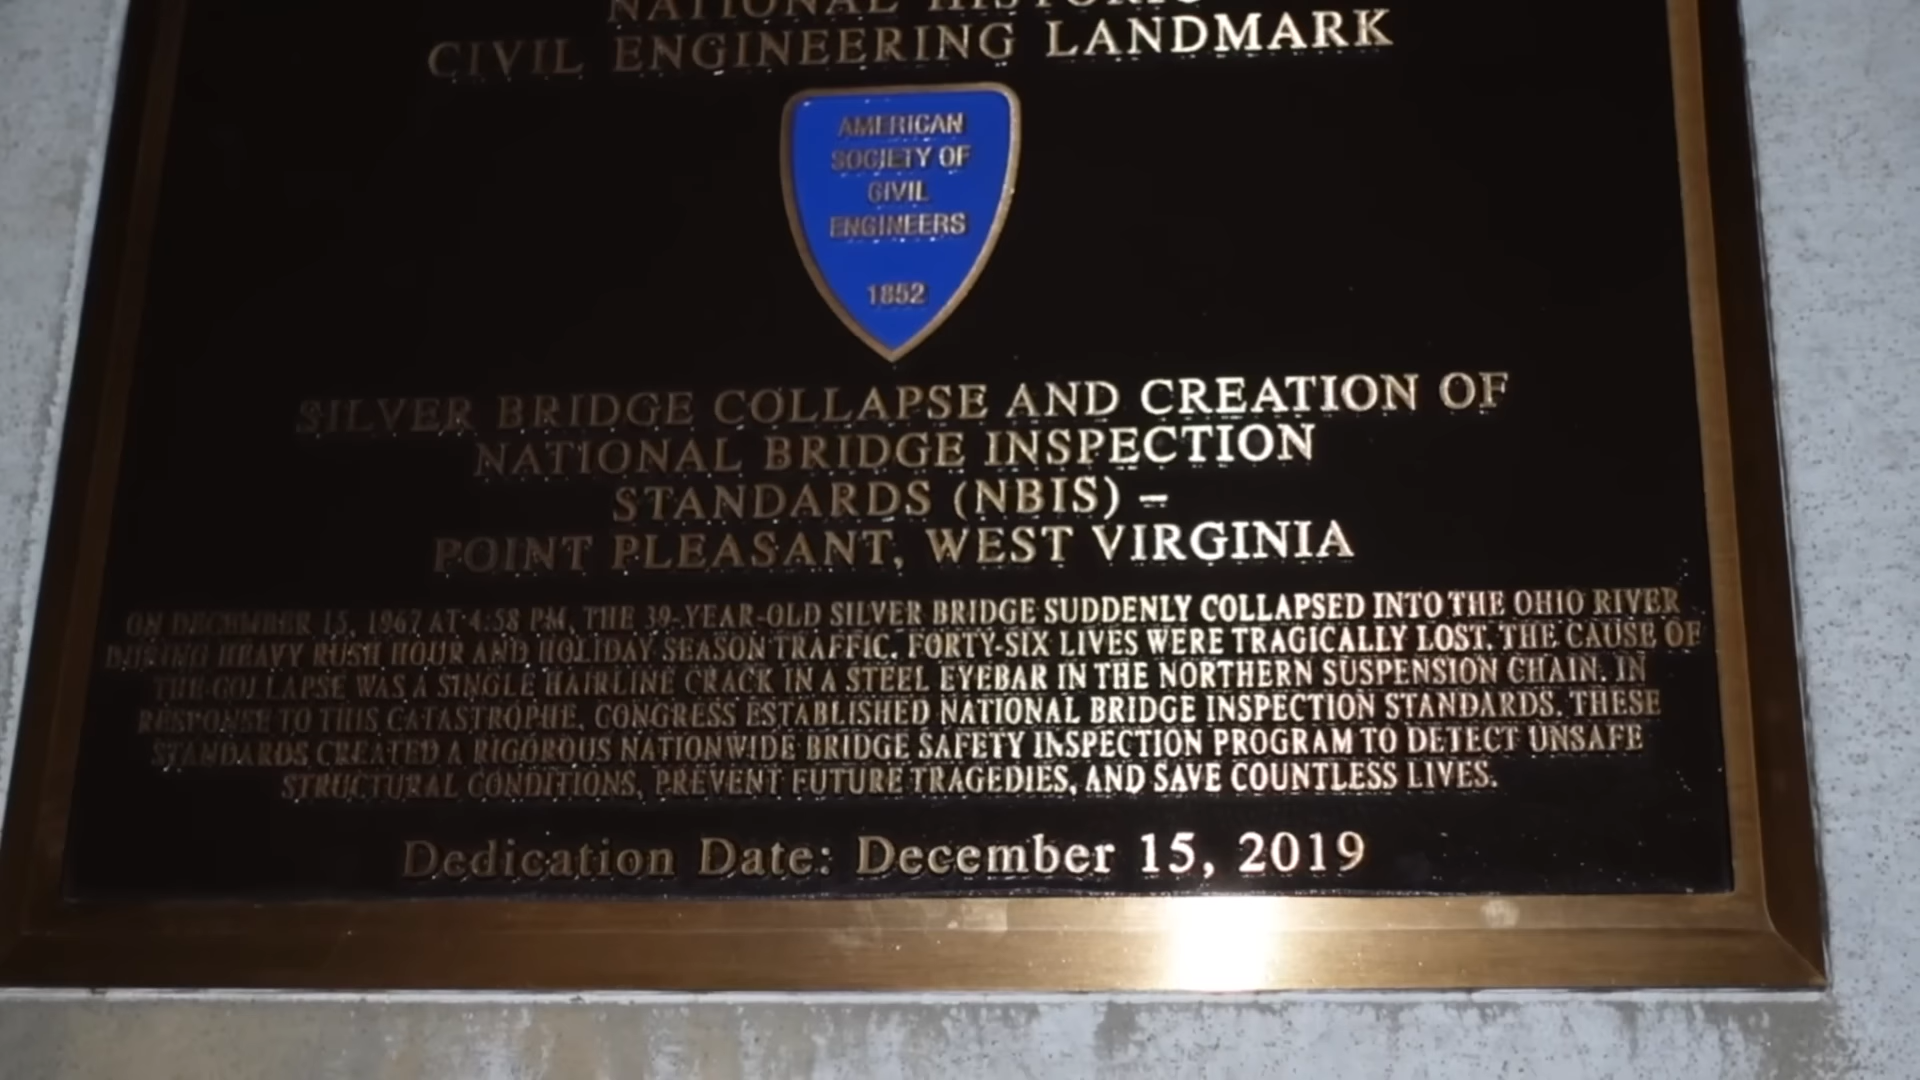 NATIONAL HISTORIC
CIVIL ENGINEERING LANDMARK
AMERICAN
SOCIETY OF
CIVIL
ENGINEERS
1852
SILVER BRIDGE COLLAPSE AND CREATION OF
NATIONAL BRIDGE INSPECTION
STANDARDS (NBIS) –
POINT PLEASANT, WEST VIRGINIA
ON DECEMBER 15, 1967 AT 4:58 PM, THE 39-YEAR-OLD SILVER BRIDGE SUDDENLY COLLAPSED INTO THE OHIO RIVER
DURING HEAVY RUSH HOUR AND HOLIDAY SEASON TRAFFIC. FORTY-SIX LIVES WERE TRAGICALLY LOST. THE CAUSE OF
THE COLLAPSE WAS A SINGLE HAIRLINE CRACK IN A STEEL EYEBAR IN THE NORTHERN SUSPENSION CHAIN. IN
RESPONSE TO THIS CATASTROPHE, CONGRESS ESTABLISHED NATIONAL BRIDGE INSPECTION STANDARDS. THESE
STANDARDS CREATED A RIGOROUS NATIONWIDE BRIDGE SAFETY INSPECTION PROGRAM TO DETECT UNSAFE
STRUCTURAL CONDITIONS, PREVENT FUTURE TRAGEDIES, AND SAVE COUNTLESS LIVES.
Dedication Date: December 15, 2019